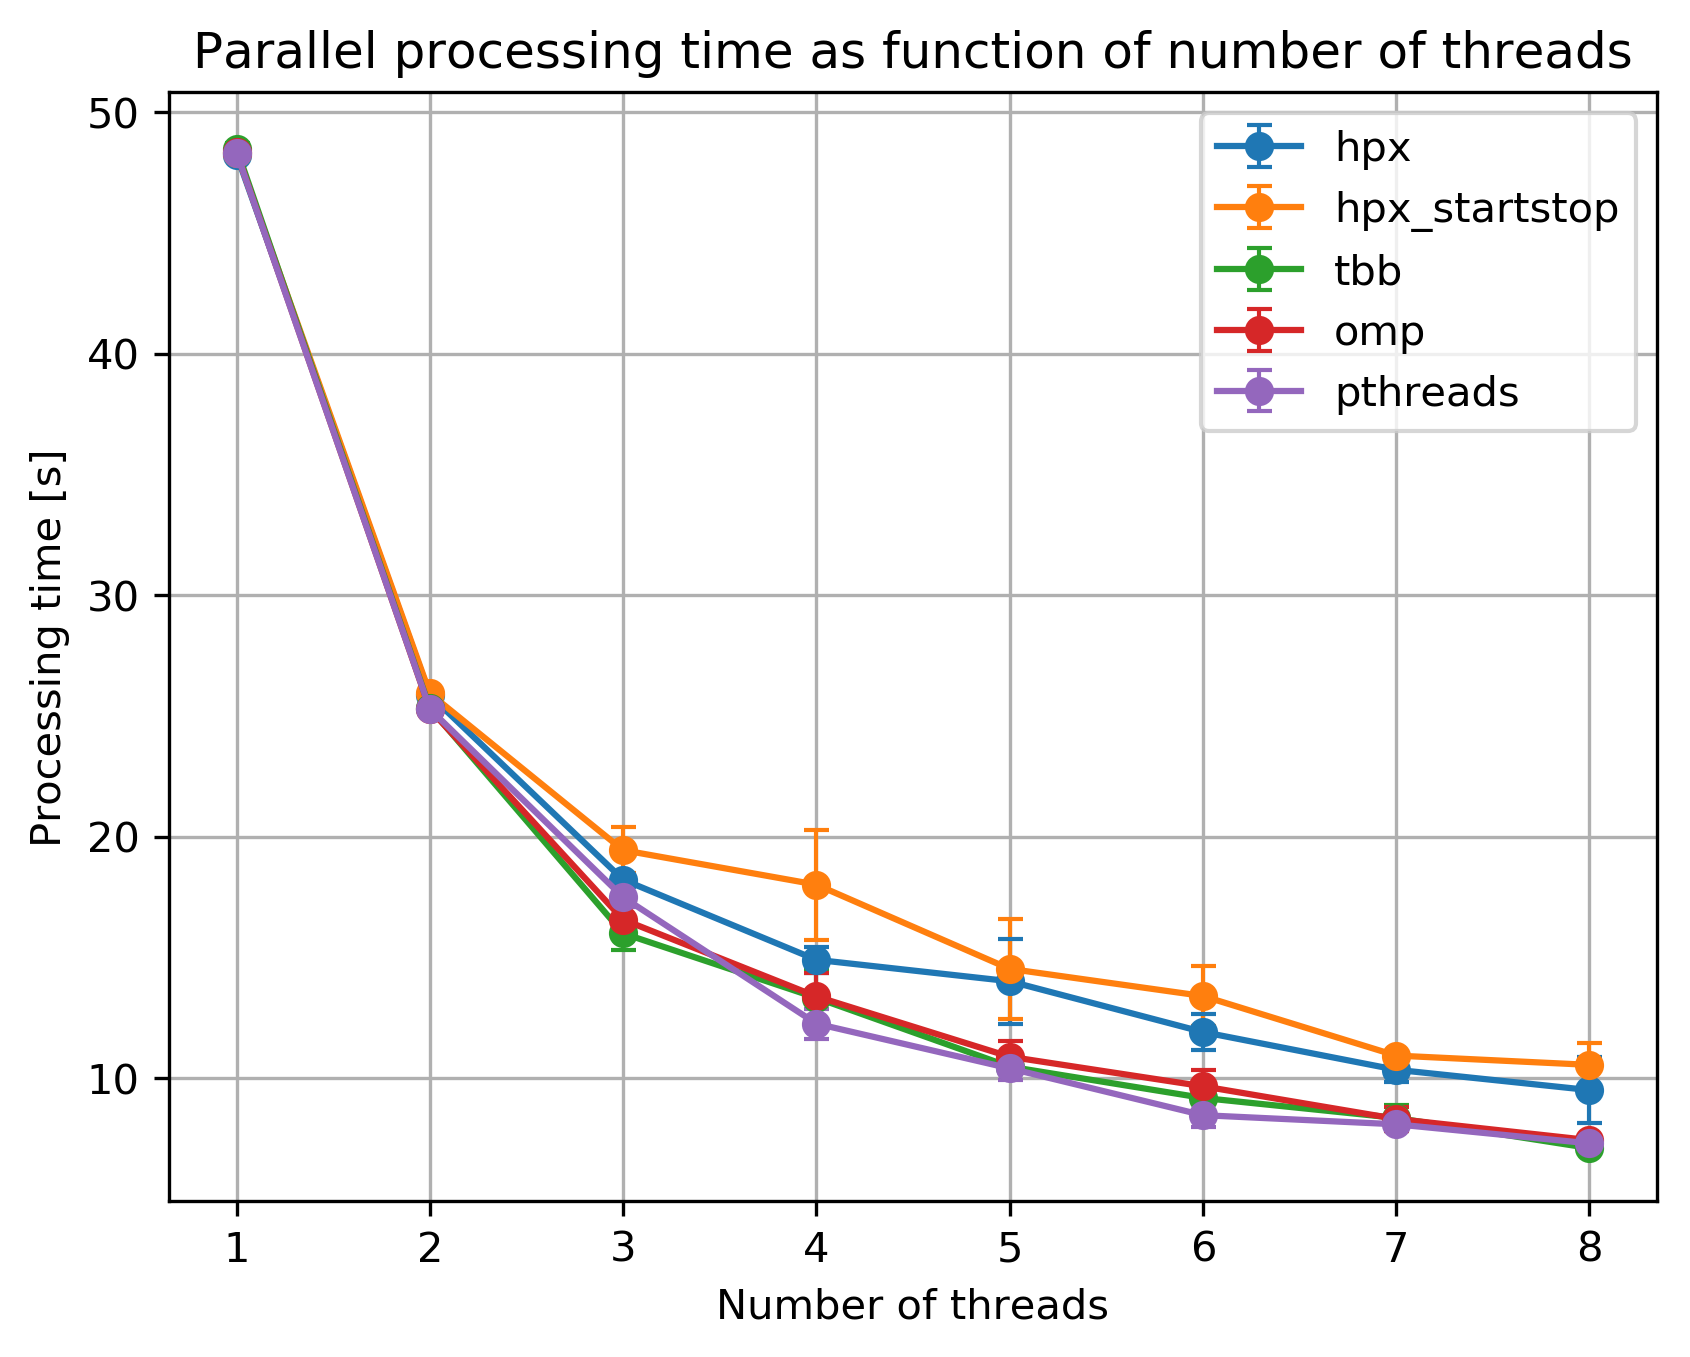 Parallel processing time as function of number of threads
50
40
30
20
10
Processing time [s]
hpx
hpx_startstop
tbb
omp
pthreads
1 2 3 4 5 6 7 8
Number of threads